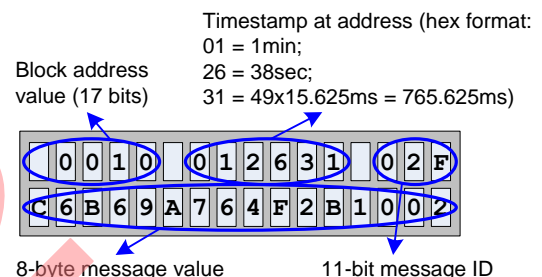 Timestamp at address (hex format:
01 = 1min;
26 = 38sec;
31 = 49x15.625ms = 765.625ms)
Block address
value (17 bits)
0010 012631 02F
C6B69A764F2B1002
8-byte message value
11-bit message ID